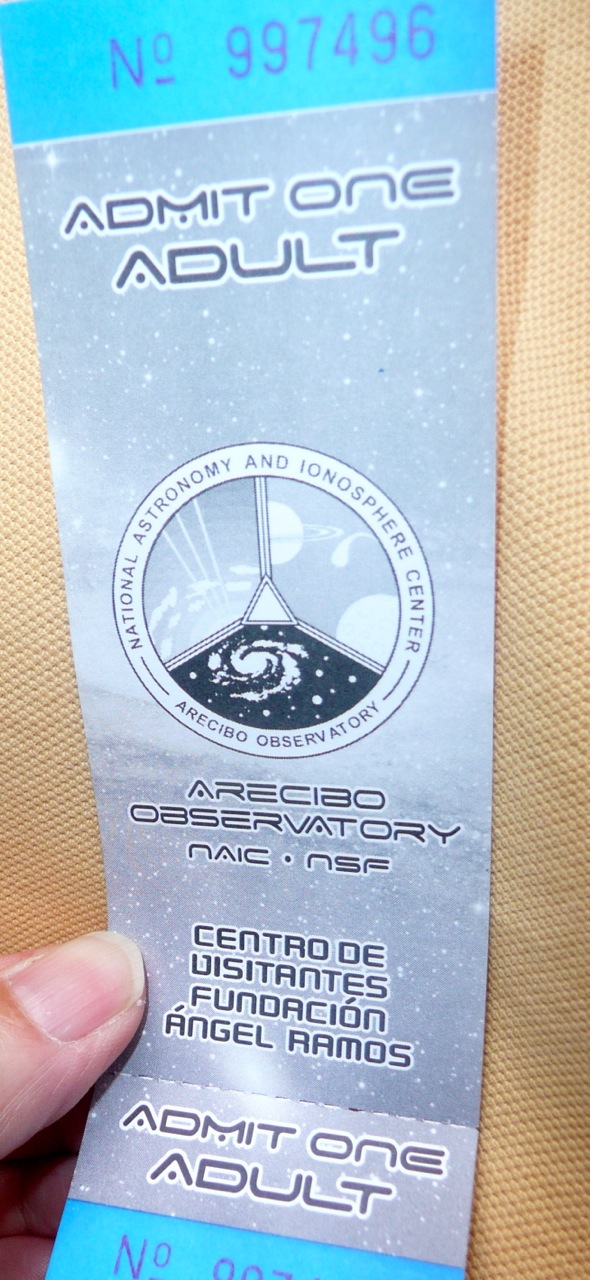 Nº 997496
ADMIT ONE
ADULT
NATIONAL ASTRONOMY AND IONOSPHERE CENTER
ARECIBO OBSERVATORY
ARECIBO
OBSERVATORY
NAIC • NSF
CENTRO DE
VISITANTES
FUNDACIÓN
ÁNGEL RAMOS
ADMIT ONE
ADULT
Nº